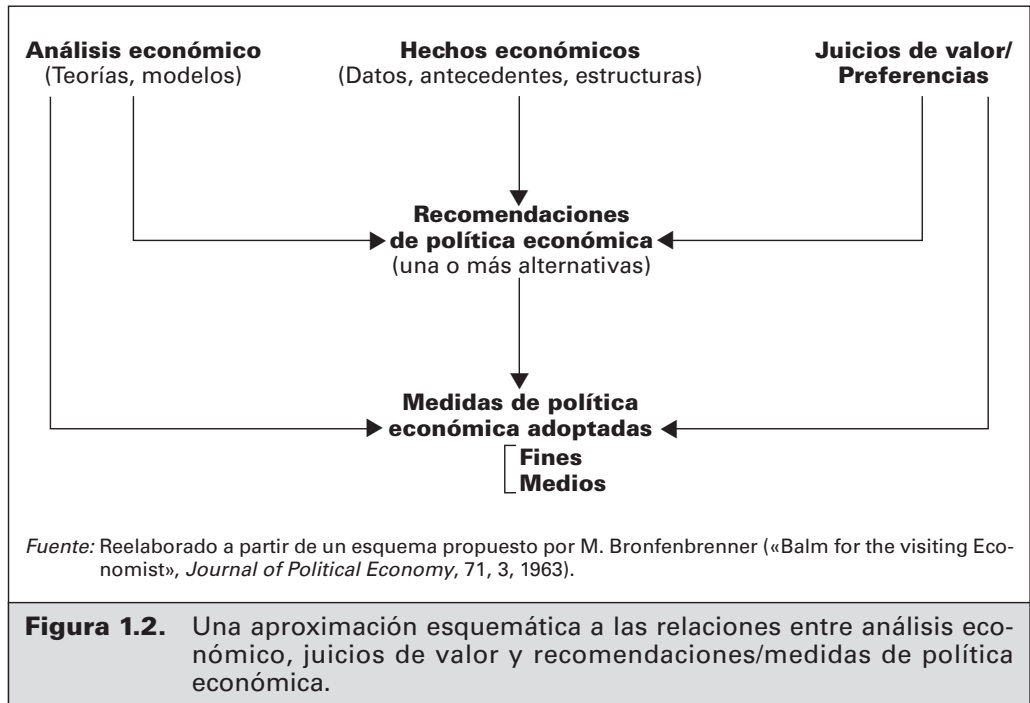 Análisis económico
(Teorías, modelos)
Hechos económicos
(Datos, antecedentes, estructuras)
Juicios de valor/
Preferencias
Recomendaciones
de política económica
(una o más alternativas)
Medidas de política
económica adoptadas
Fines
Medios
Fuente: Reelaborado a partir de un esquema propuesto por M. Bronfenbrenner («Balm for the visiting Eco-
nomist», Journal of Political Economy, 71, 3, 1963).
Figura 1.2. Una aproximación esquemática a las relaciones entre análisis eco-
nómico, juicios de valor y recomendaciones/medidas de política
económica.